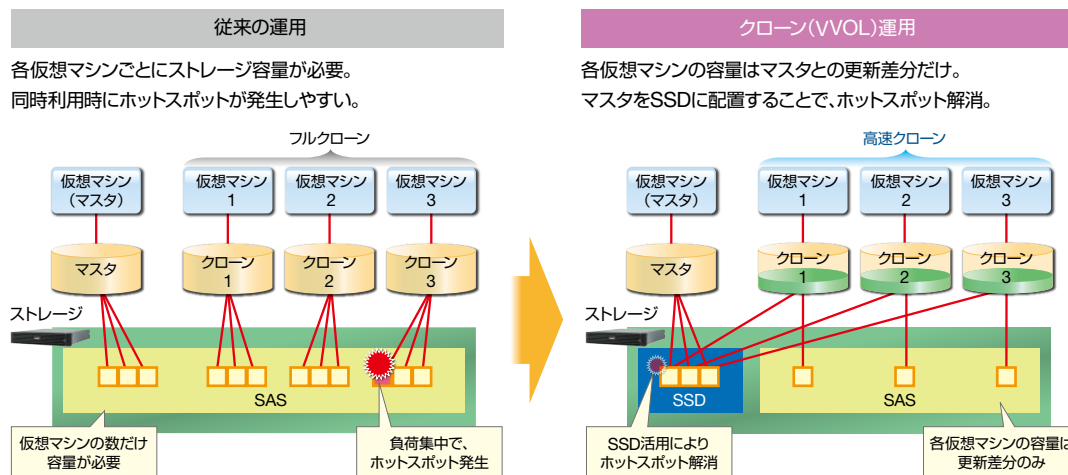 従来の運用
各仮想マシンごとにストレージ容量が必要。
同時利用時にホットスポットが発生しやすい。
フルクローン
仮想マシン
(マスタ)
仮想マシン
1
仮想マシン
2
仮想マシン
3
マスタ
クローン
1
クローン
2
クローン
3
ストレージ
SAS
仮想マシンの数だけ
容量が必要
負荷集中で、
ホットスポット発生
クローン(VVOL)運用
各仮想マシンの容量はマスタとの更新差分だけ。
マスタをSSDに配置することで、ホットスポット解消。
高速クローン
仮想マシン
(マスタ)
仮想マシン
1
仮想マシン
2
仮想マシン
3
マスタ
クローン
1
クローン
2
クローン
3
ストレージ
SSD
SAS
SSD活用により
ホットスポット解消
各仮想マシンの容量は
更新差分のみ